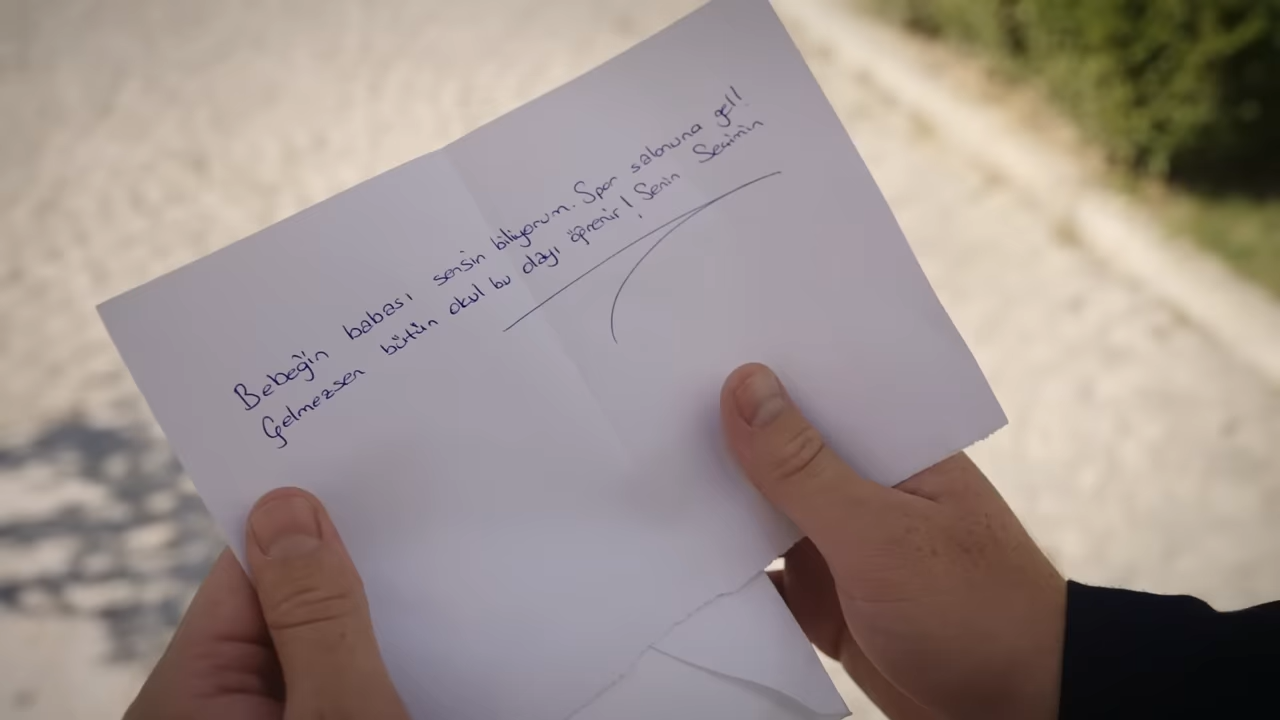 Bebeğin babası sensin biliyorum. Spor salonuna gel!
Gelmezsen bütün okul bu olayı öğrenir! Senin Seçimin